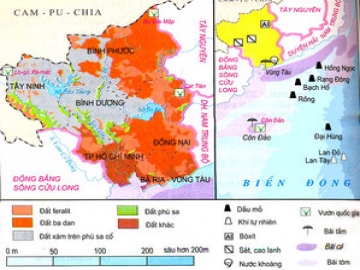 CAM - PU - CHIA
Bù Gia Mập
TÂY NGUYÊN
BÌNH PHƯỚC
Lò Gò Xa Mát
TÂY NINH
BÌNH DƯƠNG
Cát Tiên
DH. NAM TRUNG BỘ
ĐỒNG NAI
TP HỒ CHÍ MINH
ĐỒNG BẰNG
SÔNG CỬU LONG
BÀ RỊA - VŨNG TÀU
TÂY NGUYÊN
DUYÊN HẢI NAM TRUNG BỘ
ĐỒNG BẰNG
SÔNG CỬU
LONG
Vũng Tàu
Hồng Ngọc
Rạng Đông
Bạch Hổ
Rồng
Côn Đảo
Côn Đảo
Đại Hùng
Lan Đỏ
Lan Tây
BIỂN ĐÔNG
Đất feralit
Đất phù sa
Đất ba dan
Đất khác
Đất xám trên phù sa cổ
0 m 50 100 200 sâu hơn 200m
Dầu mỏ
Khí tự nhiên
Bôxít
Sét, cao lanh
Nước khoáng
Vườn quốc gia
Bãi tắm
Bãi cá
Bãi tôm